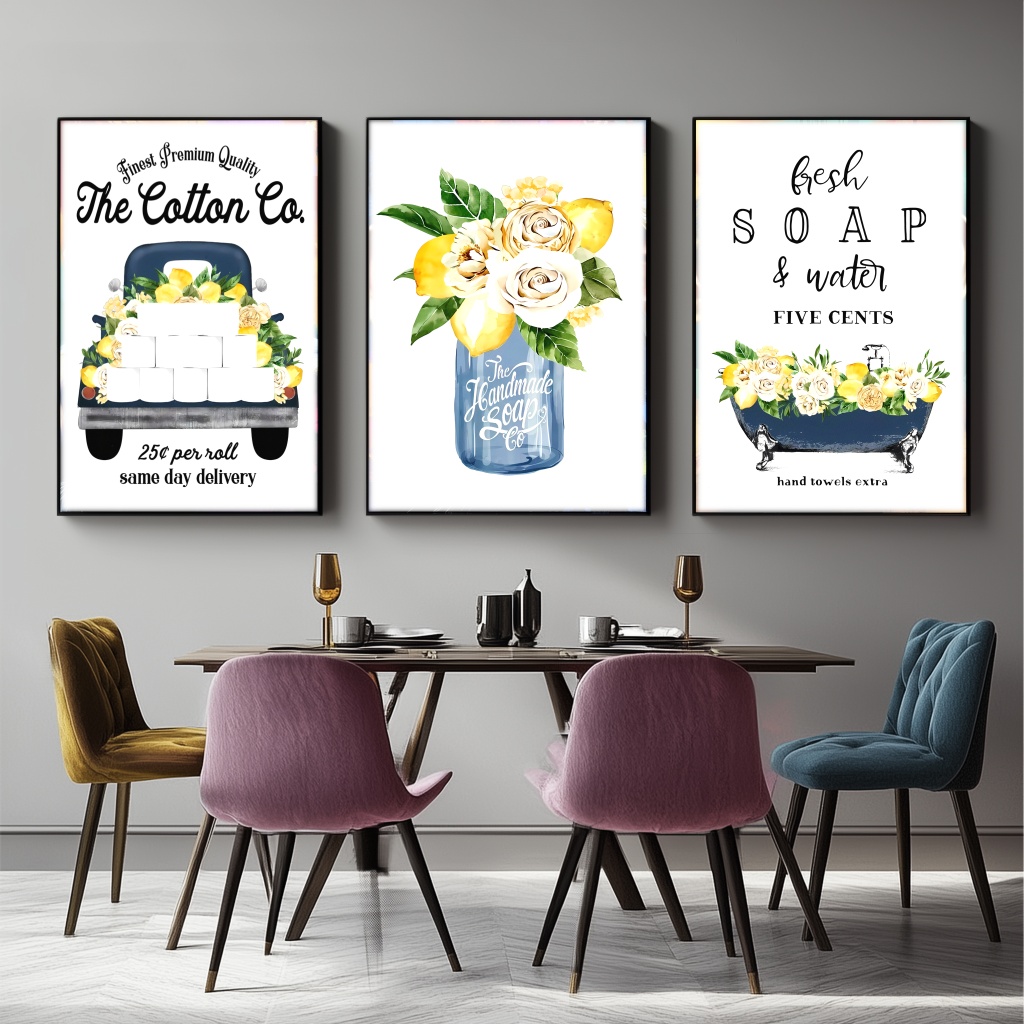 Finest Premium Quality
The Cotton Co.
25¢ per roll
same day delivery
The
Handmade
Soap
Co
fresh
SOAP
& water
FIVE CENTS
hand towels extra